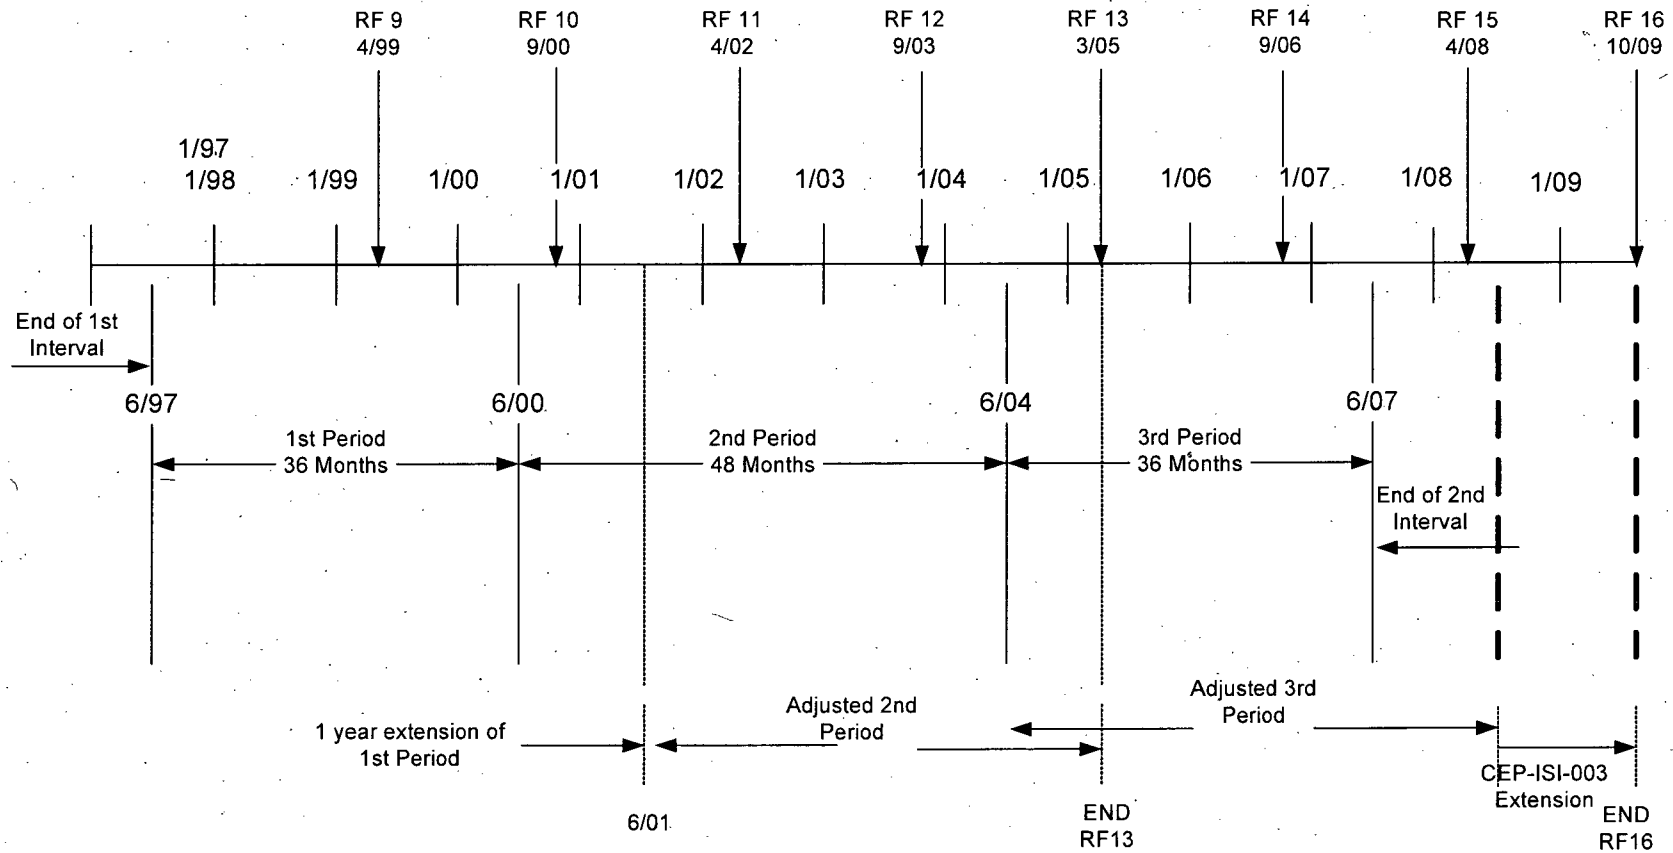 RF 9
4/99
RF 10
9/00
RF 11
4/02
RF 12
9/03
RF 13
3/05
RF 14
9/06
RF 15
4/08
RF 16
10/09
1/97
1/98
1/99
1/00
1/01
1/02
1/03
1/04
1/05
1/06
1/07
1/08
1/09
End of 1st
Interval
6/97
6/00
6/04
6/07
1st Period
36 Months
2nd Period
48 Months
3rd Period
36 Months
End of 2nd
Interval
1 year extension of
1st Period
Adjusted 2nd
Period
Adjusted 3rd
Period
CEP-ISI-003
Extension
6/01
END
RF13
END
RF16